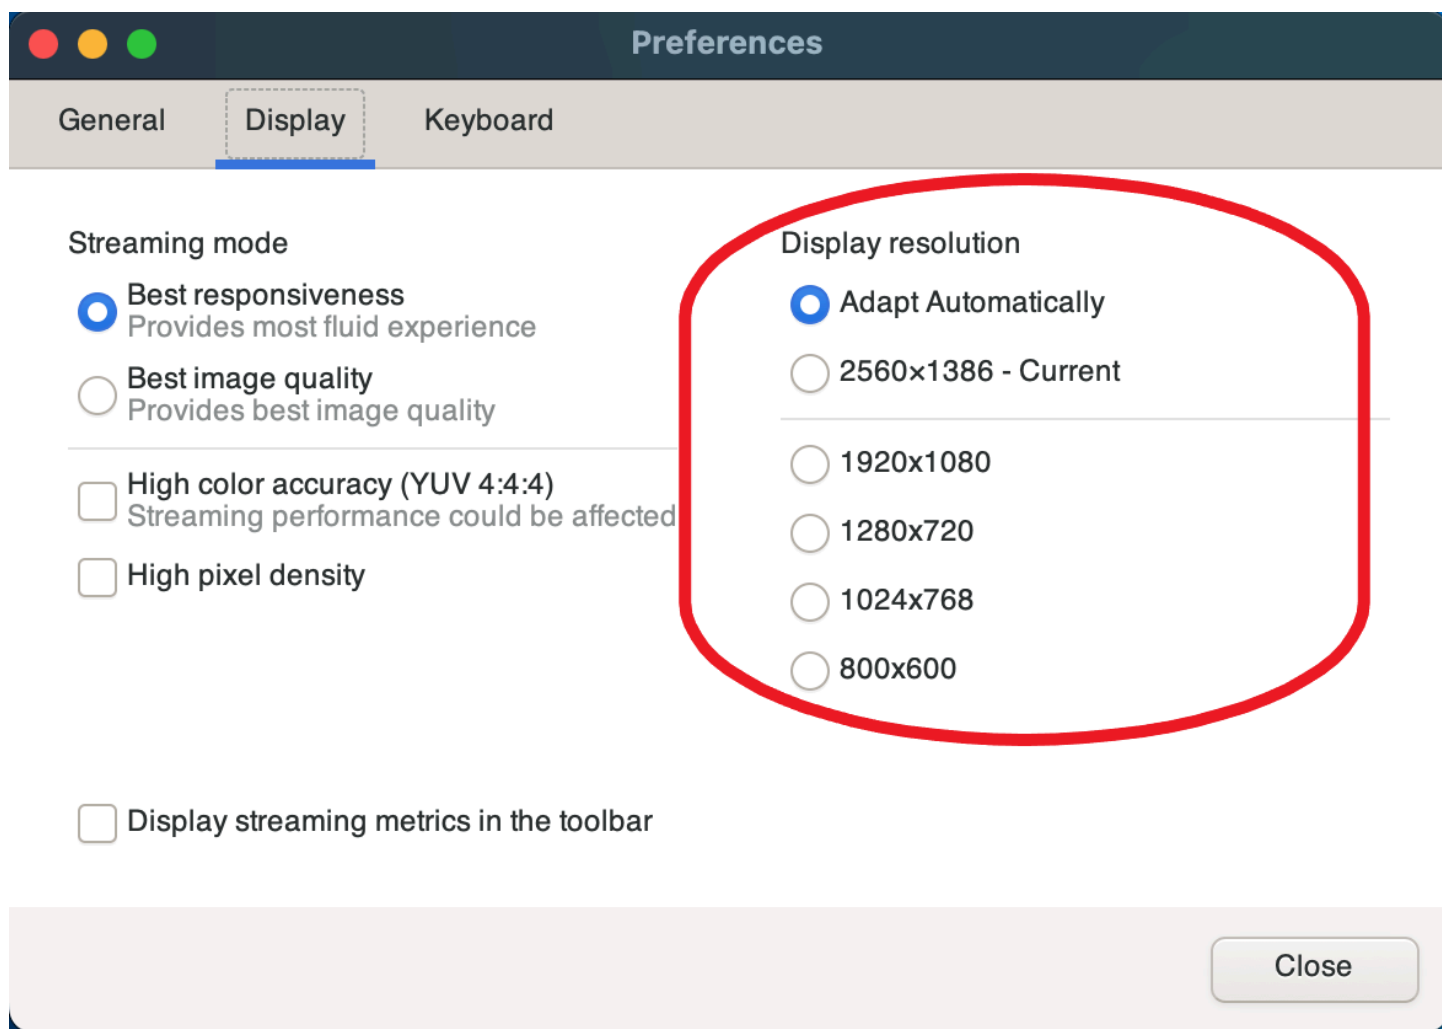 Preferences
General Display Keyboard
Streaming mode
Best responsiveness
Provides most fluid experience
Best image quality
Provides best image quality
High color accuracy (YUV 4:4:4)
Streaming performance could be affected
High pixel density
Display resolution
Adapt Automatically
2560×1386 - Current
1920x1080
1280x720
1024x768
800x600
Display streaming metrics in the toolbar
Close